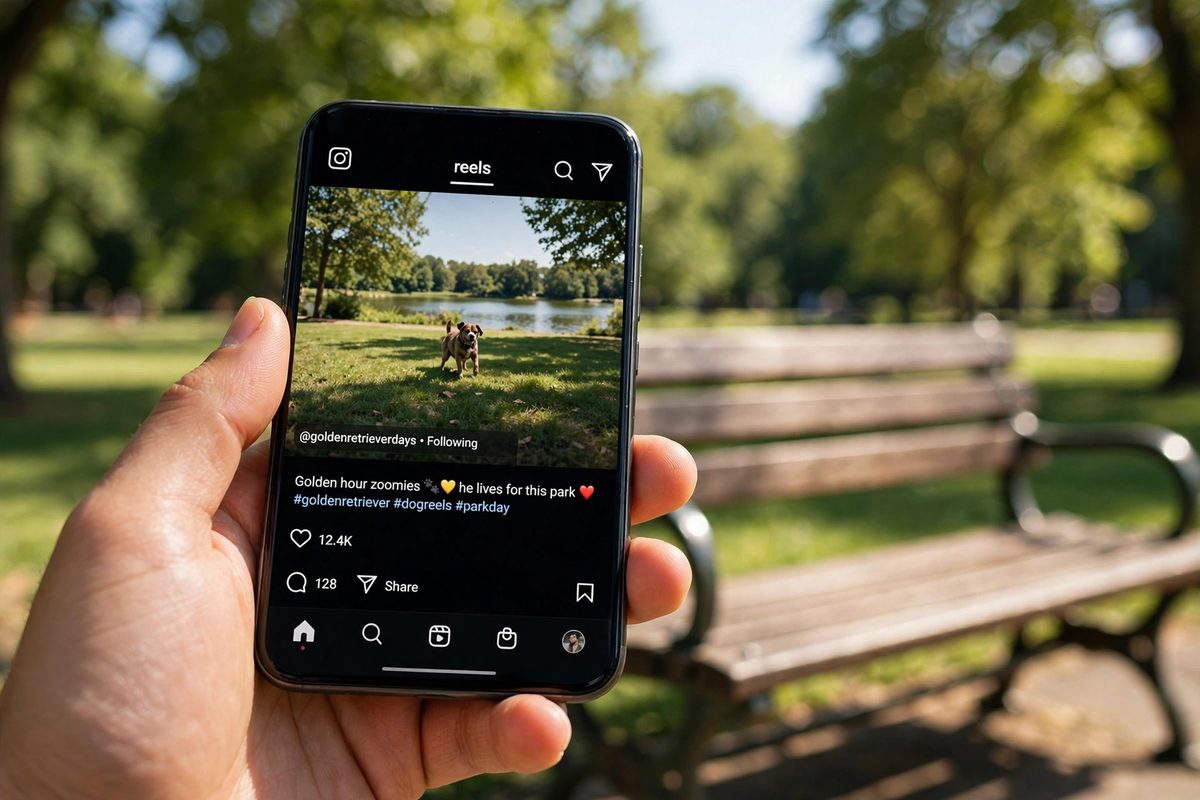 reels
@goldenretrieverdays • Following
Golden hour zoomies 🐾💛 he lives for this park ❤️
#goldenretriever #dogreels #parkday
12.4K
128 Share